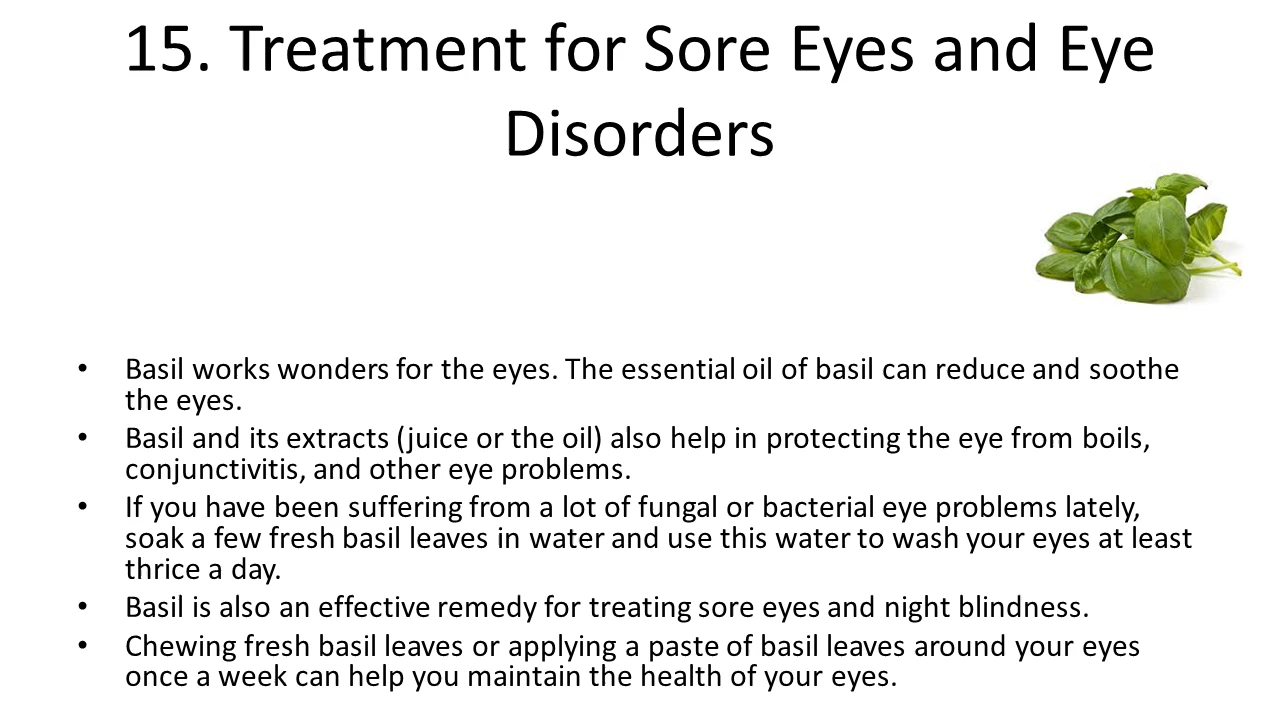 15. Treatment for Sore Eyes and Eye
Disorders
• Basil works wonders for the eyes. The essential oil of basil can reduce and soothe
the eyes.
• Basil and its extracts (juice or the oil) also help in protecting the eye from boils,
conjunctivitis, and other eye problems.
• If you have been suffering from a lot of fungal or bacterial eye problems lately,
soak a few fresh basil leaves in water and use this water to wash your eyes at least
thrice a day.
• Basil is also an effective remedy for treating sore eyes and night blindness.
• Chewing fresh basil leaves or applying a paste of basil leaves around your eyes
once a week can help you maintain the health of your eyes.